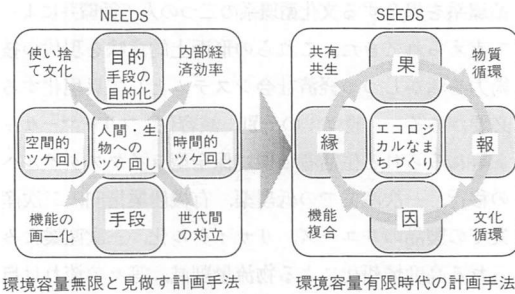 NEEDS
使い捨て文化
目的
手段の目的化
内部経済効率
空間的ツケ回し
人間・生物へのツケ回し
時間的ツケ回し
機能の画一化
手段
世代間の対立
環境容量無限と見做す計画手法
SEEDS
共有共生
果
物質循環
縁
エコロジカルなまちづくり
報
機能複合
因
文化循環
環境容量有限時代の計画手法